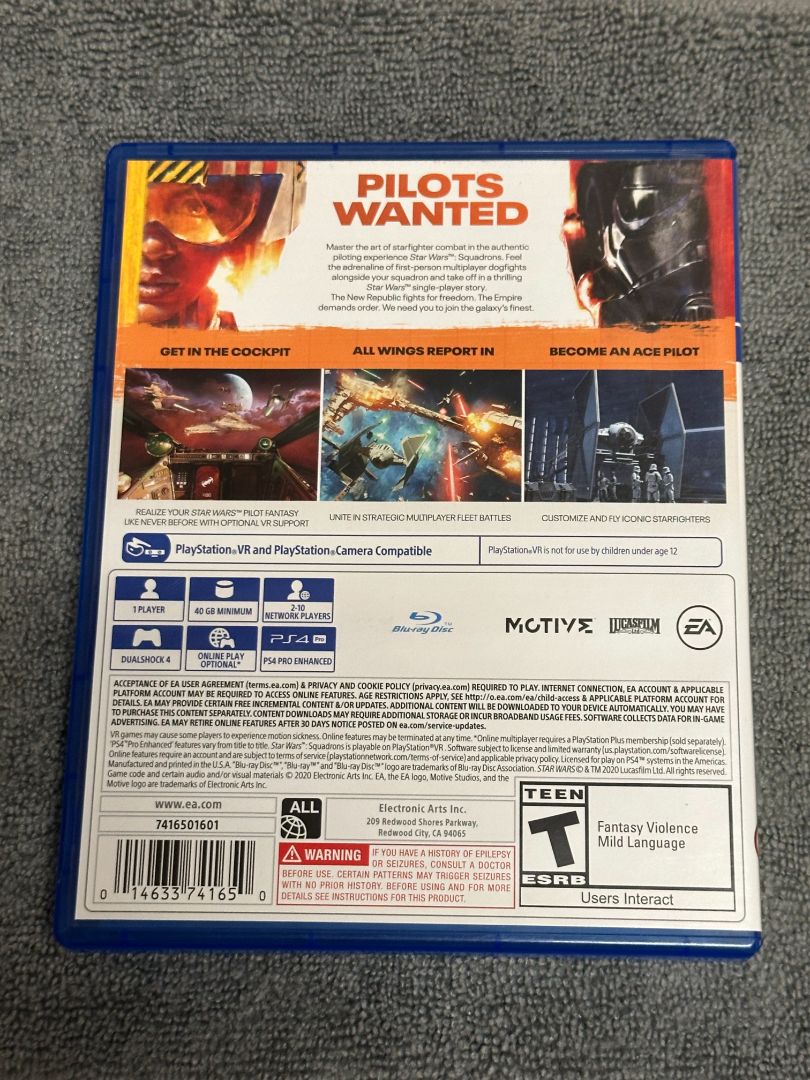 PILOTS
WANTED
Master the art of starfighter combat in the authentic
piloting experience Star Wars™: Squadrons. Feel
the adrenaline of first-person multiplayer dogfights
alongside your squadron and take off in a thrilling
Star Wars™ single-player story.
The New Republic fights for freedom. The Empire
demands order. We need you to join the galaxy's finest.
GET IN THE COCKPIT
ALL WINGS REPORT IN
BECOME AN ACE PILOT
REALIZE YOUR STAR WARS™ PILOT FANTASY
LIKE NEVER BEFORE WITH OPTIONAL VR SUPPORT
UNITE IN STRATEGIC MULTIPLAYER FLEET BATTLES
CUSTOMIZE AND FLY ICONIC STARFIGHTERS
PlayStation®VR and PlayStation®Camera Compatible
PlayStation®VR is not for use by children under age 12
1 PLAYER
40 GB MINIMUM
2-10
NETWORK PLAYERS
DUALSHOCK 4
ONLINE PLAY
OPTIONAL*
PS4 Pro
PS4 PRO ENHANCED
Blu-ray Disc™
MOTIVE
LUCASFILM
LTD
EA
ACCEPTANCE OF EA USER AGREEMENT (terms.ea.com) & PRIVACY AND COOKIE POLICY (privacy.ea.com) REQUIRED TO PLAY. INTERNET CONNECTION, EA ACCOUNT & APPLICABLE
PLATFORM ACCOUNT MAY BE REQUIRED TO ACCESS ONLINE FEATURES. AGE RESTRICTIONS APPLY, SEE http://o.ea.com/ea/child-access & APPLICABLE PLATFORM ACCOUNT FOR
DETAILS. EA MAY PROVIDE CERTAIN FREE INCREMENTAL CONTENT &/OR UPDATES. ADDITIONAL CONTENT WILL BE DOWNLOADED TO YOUR DEVICE AUTOMATICALLY. YOU MAY HAVE
TO PURCHASE THIS CONTENT SEPARATELY. CONTENT DOWNLOADS MAY REQUIRE ADDITIONAL STORAGE OR INCUR BROADBAND USAGE FEES. SOFTWARE COLLECTS DATA FOR IN-GAME
ADVERTISING. EA MAY RETIRE ONLINE FEATURES AFTER 30 DAYS NOTICE POSTED ON ea.com/service-updates.
VR games may cause some players to experience motion sickness. Online features may be terminated at any time. *Online multiplayer requires a PlayStation Plus membership (sold separately).
"PS4™Pro Enhanced" features vary from title to title. Star Wars™: Squadrons is playable on PlayStation®VR . Software subject to license and limited warranty (us.playstation.com/softwarelicense).
Online features require an account and are subject to terms of service (playstationnetwork.com/terms-of-service) and applicable privacy policy. Licensed for play on PS4™ systems in the Americas.
Manufactured and printed in the U.S.A. "Blu-ray Disc™", "Blu-ray™" and "Blu-ray Disc™" logo are trademarks of Blu-ray Disc Association. STAR WARS © & TM 2020 Lucasfilm Ltd. All rights reserved.
Game code and certain audio and/or visual materials © 2020 Electronic Arts Inc. EA, the EA logo, Motive Studios, and the
Motive logo are trademarks of Electronic Arts Inc.
www.ea.com
7416501601
ALL
Electronic Arts Inc.
209 Redwood Shores Parkway,
Redwood City, CA 94065
0 14633 74165 0
WARNING
IF YOU HAVE A HISTORY OF EPILEPSY
OR SEIZURES, CONSULT A DOCTOR
BEFORE USE. CERTAIN PATTERNS MAY TRIGGER SEIZURES
WITH NO PRIOR HISTORY. BEFORE USING AND FOR MORE
DETAILS SEE INSTRUCTIONS FOR THIS PRODUCT.
TEEN
T
ESRB
Fantasy Violence
Mild Language
Users Interact